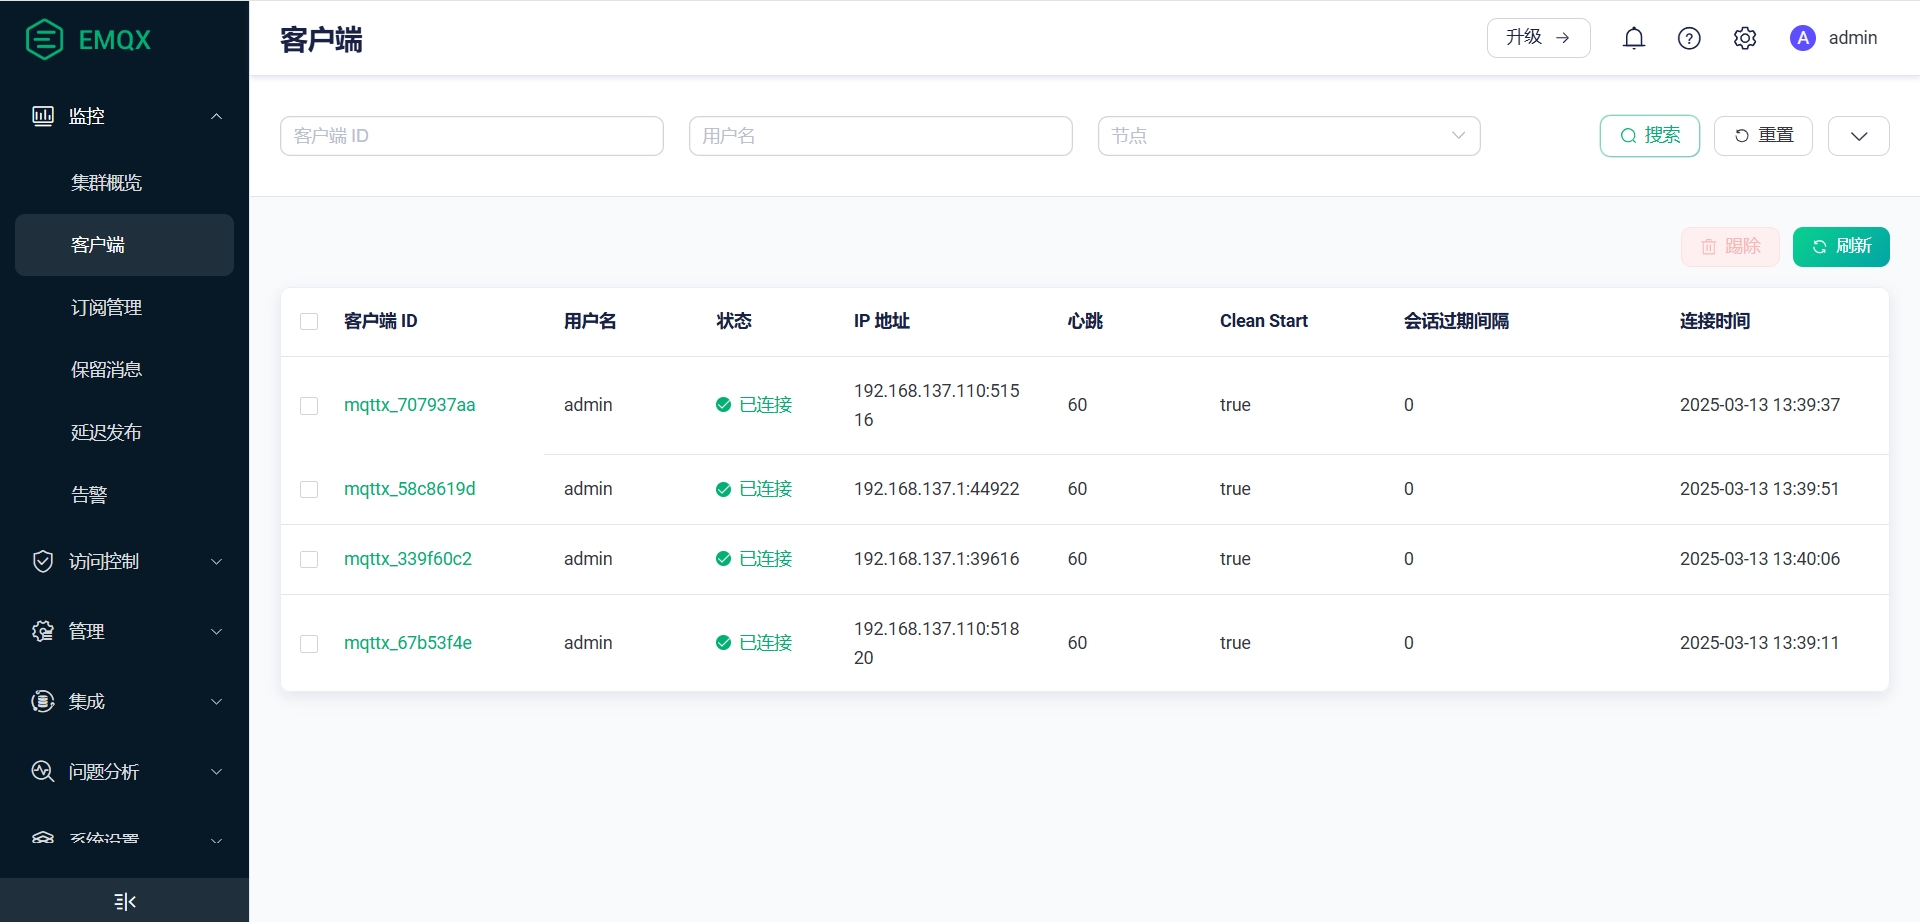 EMQX
监控
集群概览
客户端
订阅管理
保留消息
延迟发布
告警
访问控制
管理
集成
问题分析
系统设置
客户端
升级 →
A admin
客户端 ID
用户名
节点
搜索
重置
踢除
刷新
客户端 ID 用户名 状态 IP 地址 心跳 Clean Start 会话过期间隔 连接时间
mqttx_707937aa admin 已连接 192.168.137.110:515
16 60 true 0 2025-03-13 13:39:37
mqttx_58c8619d admin 已连接 192.168.137.1:44922 60 true 0 2025-03-13 13:39:51
mqttx_339f60c2 admin 已连接 192.168.137.1:39616 60 true 0 2025-03-13 13:40:06
mqttx_67b53f4e admin 已连接 192.168.137.110:518
20 60 true 0 2025-03-13 13:39:11